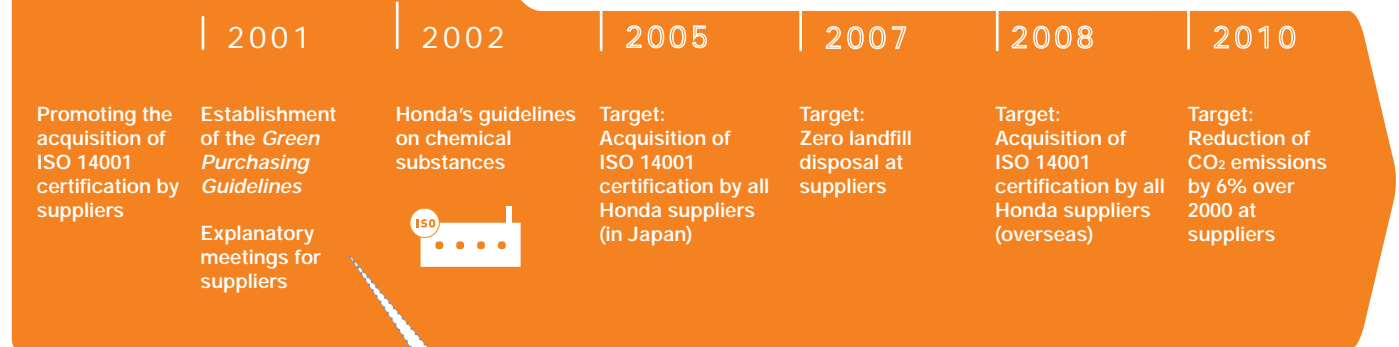 2001
2002
2005
2007
2008
2010
Promoting the
acquisition of
ISO 14001
certification by
suppliers
Establishment
of the Green
Purchasing
Guidelines
Explanatory
meetings for
suppliers
Honda's guidelines
on chemical
substances
ISO
Target:
Acquisition of
ISO 14001
certification by all
Honda suppliers
(in Japan)
Target:
Zero landfill
disposal at
suppliers
Target:
Acquisition of
ISO 14001
certification by all
Honda suppliers
(overseas)
Target:
Reduction of
CO₂ emissions
by 6% over
2000 at
suppliers